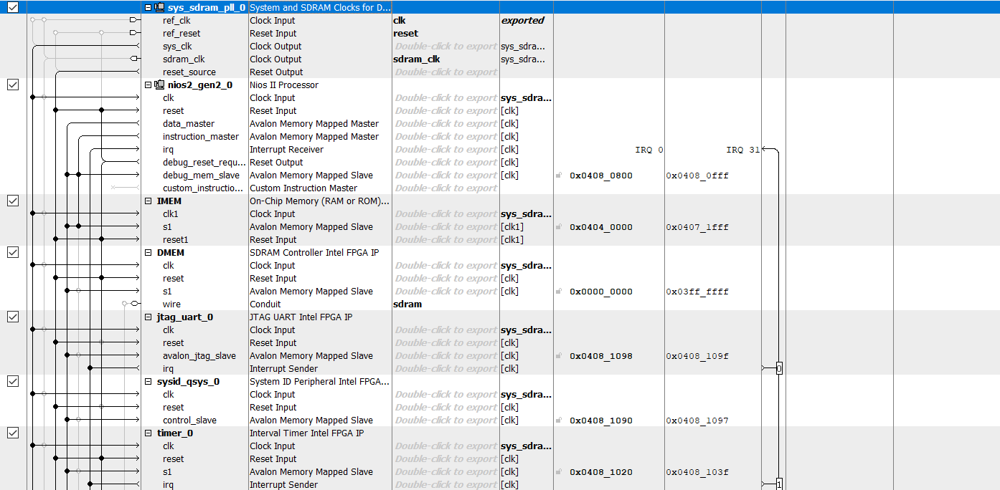 sys_sdram_pll_0 System and SDRAM Clocks for D...
ref_clk Clock Input clk exported
ref_reset Reset Input reset
sys_clk Clock Output Double-click to export sys_sdra...
sdram_clk Clock Output sdram_clk sys_sdra...
reset_source Reset Output Double-click to export
nios2_gen2_0 Nios II Processor
clk Clock Input Double-click to export sys_sdra...
reset Reset Input Double-click to export [clk]
data_master Avalon Memory Mapped Master Double-click to export [clk]
instruction_master Avalon Memory Mapped Master Double-click to export [clk]
irq Interrupt Receiver Double-click to export [clk] IRQ 0 IRQ 31
debug_reset_requ... Reset Output Double-click to export [clk]
debug_mem_slave Avalon Memory Mapped Slave Double-click to export [clk] 0x0408_0800 0x0408_0fff
custom_instructio... Custom Instruction Master Double-click to export
IMEM On-Chip Memory (RAM or ROM)...
clk1 Clock Input Double-click to export sys_sdra...
s1 Avalon Memory Mapped Slave Double-click to export [clk1] 0x0404_0000 0x0407_1fff
reset1 Reset Input Double-click to export [clk1]
DMEM SDRAM Controller Intel FPGA IP
clk Clock Input Double-click to export sys_sdra...
reset Reset Input Double-click to export [clk]
s1 Avalon Memory Mapped Slave Double-click to export [clk] 0x0000_0000 0x03ff_ffff
wire Conduit sdram
jtag_uart_0 JTAG UART Intel FPGA IP
clk Clock Input Double-click to export sys_sdra...
reset Reset Input Double-click to export [clk]
avalon_jtag_slave Avalon Memory Mapped Slave Double-click to export [clk] 0x0408_1098 0x0408_109f
irq Interrupt Sender Double-click to export [clk] 0
sysid_qsys_0 System ID Peripheral Intel FPGA...
clk Clock Input Double-click to export sys_sdra...
reset Reset Input Double-click to export [clk]
control_slave Avalon Memory Mapped Slave Double-click to export [clk] 0x0408_1090 0x0408_1097
timer_0 Interval Timer Intel FPGA IP
clk Clock Input Double-click to export sys_sdra...
reset Reset Input Double-click to export [clk]
s1 Avalon Memory Mapped Slave Double-click to export [clk] 0x0408_1020 0x0408_103f
irq Interrupt Sender Double-click to export [clk] 1